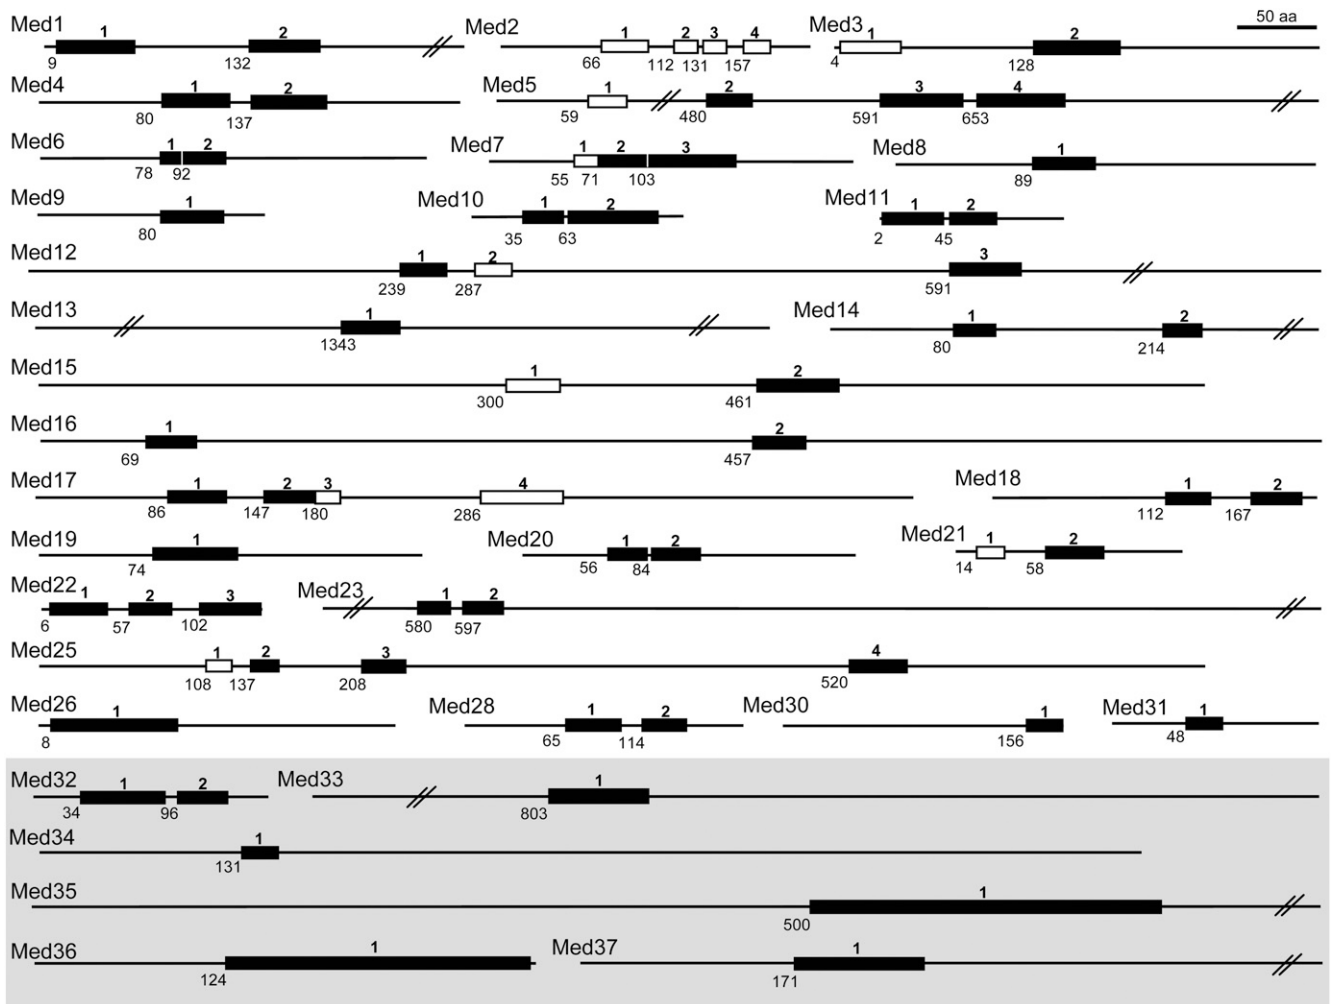 Med1 1 2 Med2 1 2 3 4 Med3 1 2 50 aa
9 132 66 112 131 157 4 128
Med4 1 2 Med5 1 2 3 4
80 137 59 480 591 653
Med6 1 2 Med7 1 2 3 Med8 1
78 92 55 71 103 89
Med9 1 Med10 1 2 Med11 1 2
80 35 63 2 45
Med12 1 2 3
239 287 591
Med13 1 Med14 1 2
1343 80 214
Med15 1 2
300 461
Med16 1 2
69 457
Med17 1 2 3 4 Med18 1 2
86 147 180 286 112 167
Med19 1 Med20 1 2 Med21 1 2
74 56 84 14 58
Med22 1 2 3 Med23 1 2
6 57 102 580 597
Med25 1 2 3 4
108 137 208 520
Med26 1 Med28 1 2 Med30 1 Med31 1
8 65 114 156 48
Med32 1 2 Med33 1
34 96 803
Med34 1
131
Med35 1
500
Med36 1 Med37 1
124 171